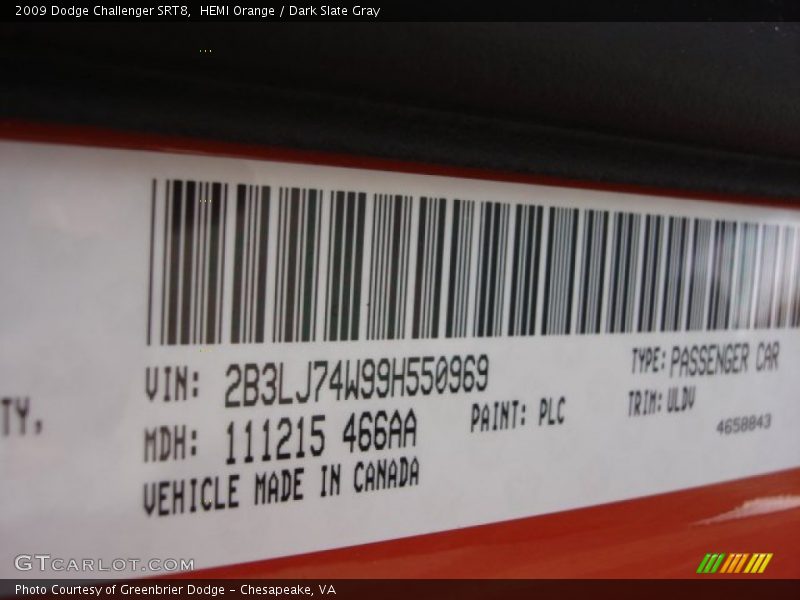 2009 Dodge Challenger SRT8, HEMI Orange / Dark Slate Gray
VIN: 2B3LJ74W99H550969
TYPE: PASSENGER CAR
TY,
MDH: 111215 466AA
PAINT: PLC
TRIM: ULDV
4658843
VEHICLE MADE IN CANADA
GTCARLOT.COM
Photo Courtesy of Greenbrier Dodge - Chesapeake, VA